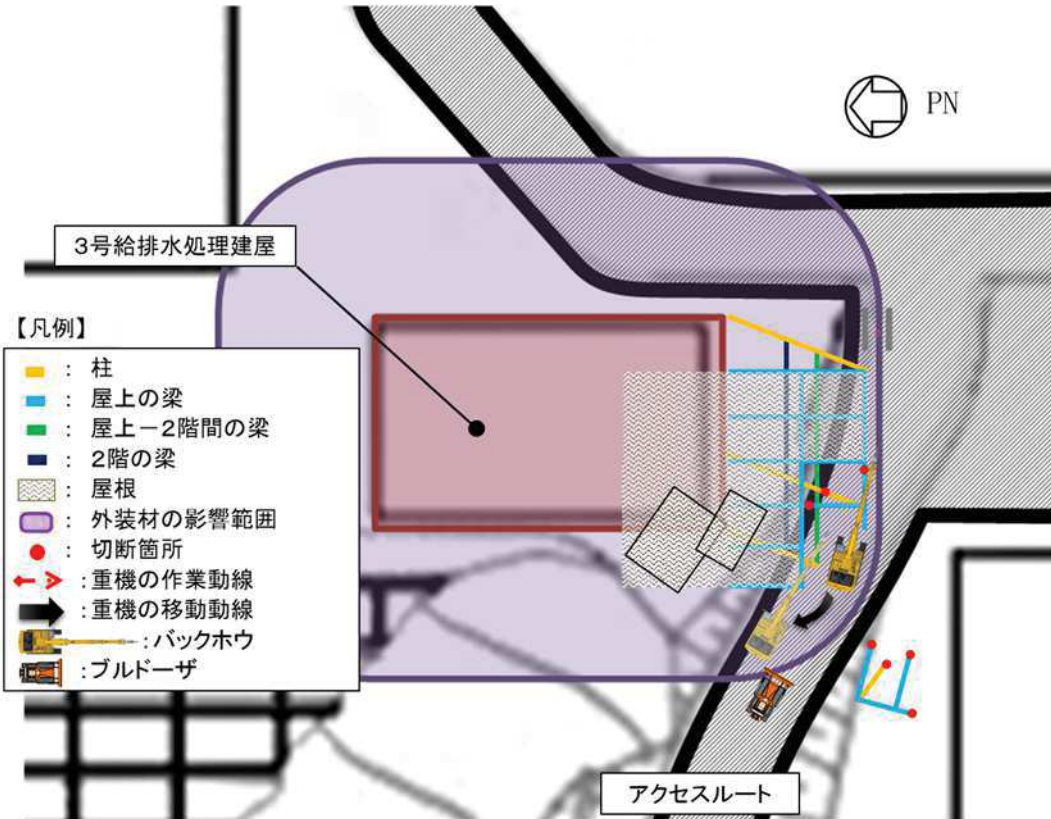 PN
3号給排水処理建屋
【凡例】
： 柱
： 屋上の梁
： 屋上－2階間の梁
： 2階の梁
： 屋根
： 外装材の影響範囲
： 切断箇所
：重機の作業動線
：重機の移動動線
：バックホウ
：ブルドーザ
アクセスルート